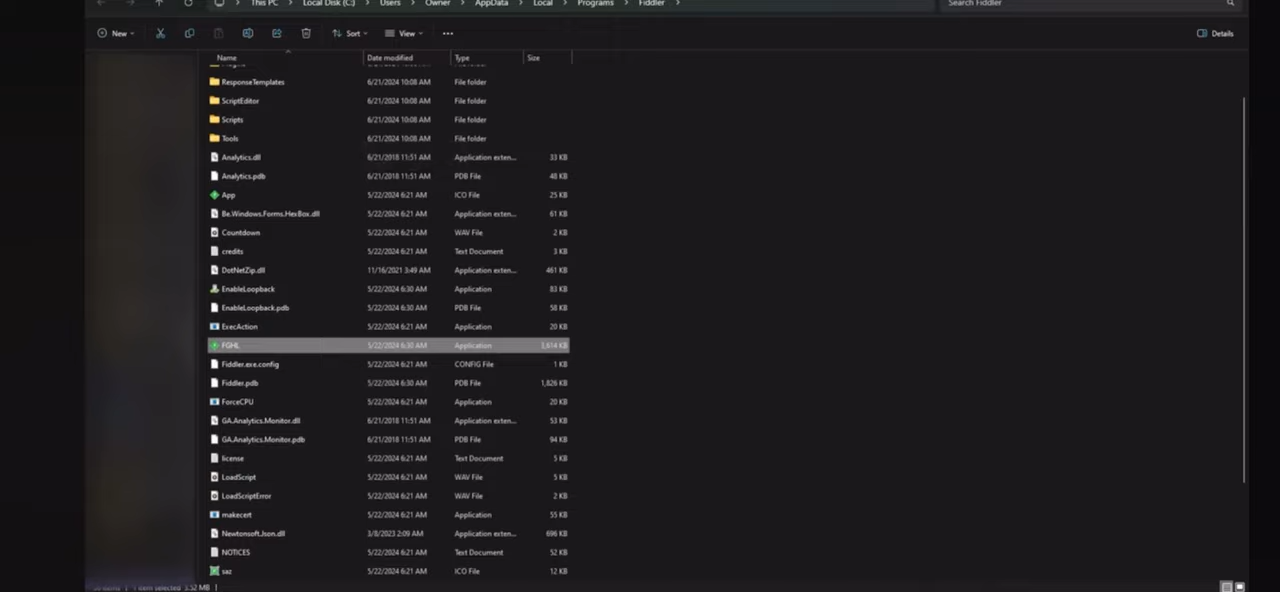 This PC > Local Disk (C:) > Users > Owner > AppData > Local > Programs > Fiddler > Search Fiddler
New Sort View ... Details
Name Date modified Type Size
ResponseTemplates 6/21/2024 10:08 AM File folder
ScriptEditor 6/21/2024 10:08 AM File folder
Scripts 6/21/2024 10:08 AM File folder
Tools 6/21/2024 10:08 AM File folder
Analytics.dll 6/21/2018 11:51 AM Application exten... 33 KB
Analytics.pdb 6/21/2018 11:51 AM PDB File 48 KB
App 5/22/2024 6:21 AM ICO File 25 KB
Be.Windows.Forms.HexBox.dll 5/22/2024 6:21 AM Application exten... 61 KB
Countdown 5/22/2024 6:21 AM WAV File 2 KB
credits 5/22/2024 6:21 AM Text Document 3 KB
DotNetZip.dll 11/16/2021 3:49 AM Application exten... 461 KB
EnableLoopback 5/22/2024 6:30 AM Application 83 KB
EnableLoopback.pdb 5/22/2024 6:30 AM PDB File 58 KB
ExecAction 5/22/2024 6:21 AM Application 20 KB
FGHL 5/22/2024 6:30 AM Application 3,614 KB
Fiddler.exe.config 5/22/2024 6:21 AM CONFIG File 1 KB
Fiddler.pdb 5/22/2024 6:30 AM PDB File 1,826 KB
ForceCPU 5/22/2024 6:21 AM Application 20 KB
GA.Analytics.Monitor.dll 6/21/2018 11:51 AM Application exten... 53 KB
GA.Analytics.Monitor.pdb 6/21/2018 11:51 AM PDB File 94 KB
license 5/22/2024 6:21 AM Text Document 5 KB
LoadScript 5/22/2024 6:21 AM WAV File 5 KB
LoadScriptError 5/22/2024 6:21 AM WAV File 2 KB
makecert 5/22/2024 6:21 AM Application 55 KB
Newtonsoft.Json.dll 3/8/2023 2:09 AM Application exten... 696 KB
NOTICES 5/22/2024 6:21 AM Text Document 52 KB
saz 5/22/2024 6:21 AM ICO File 12 KB
1 item selected 3.52 MB